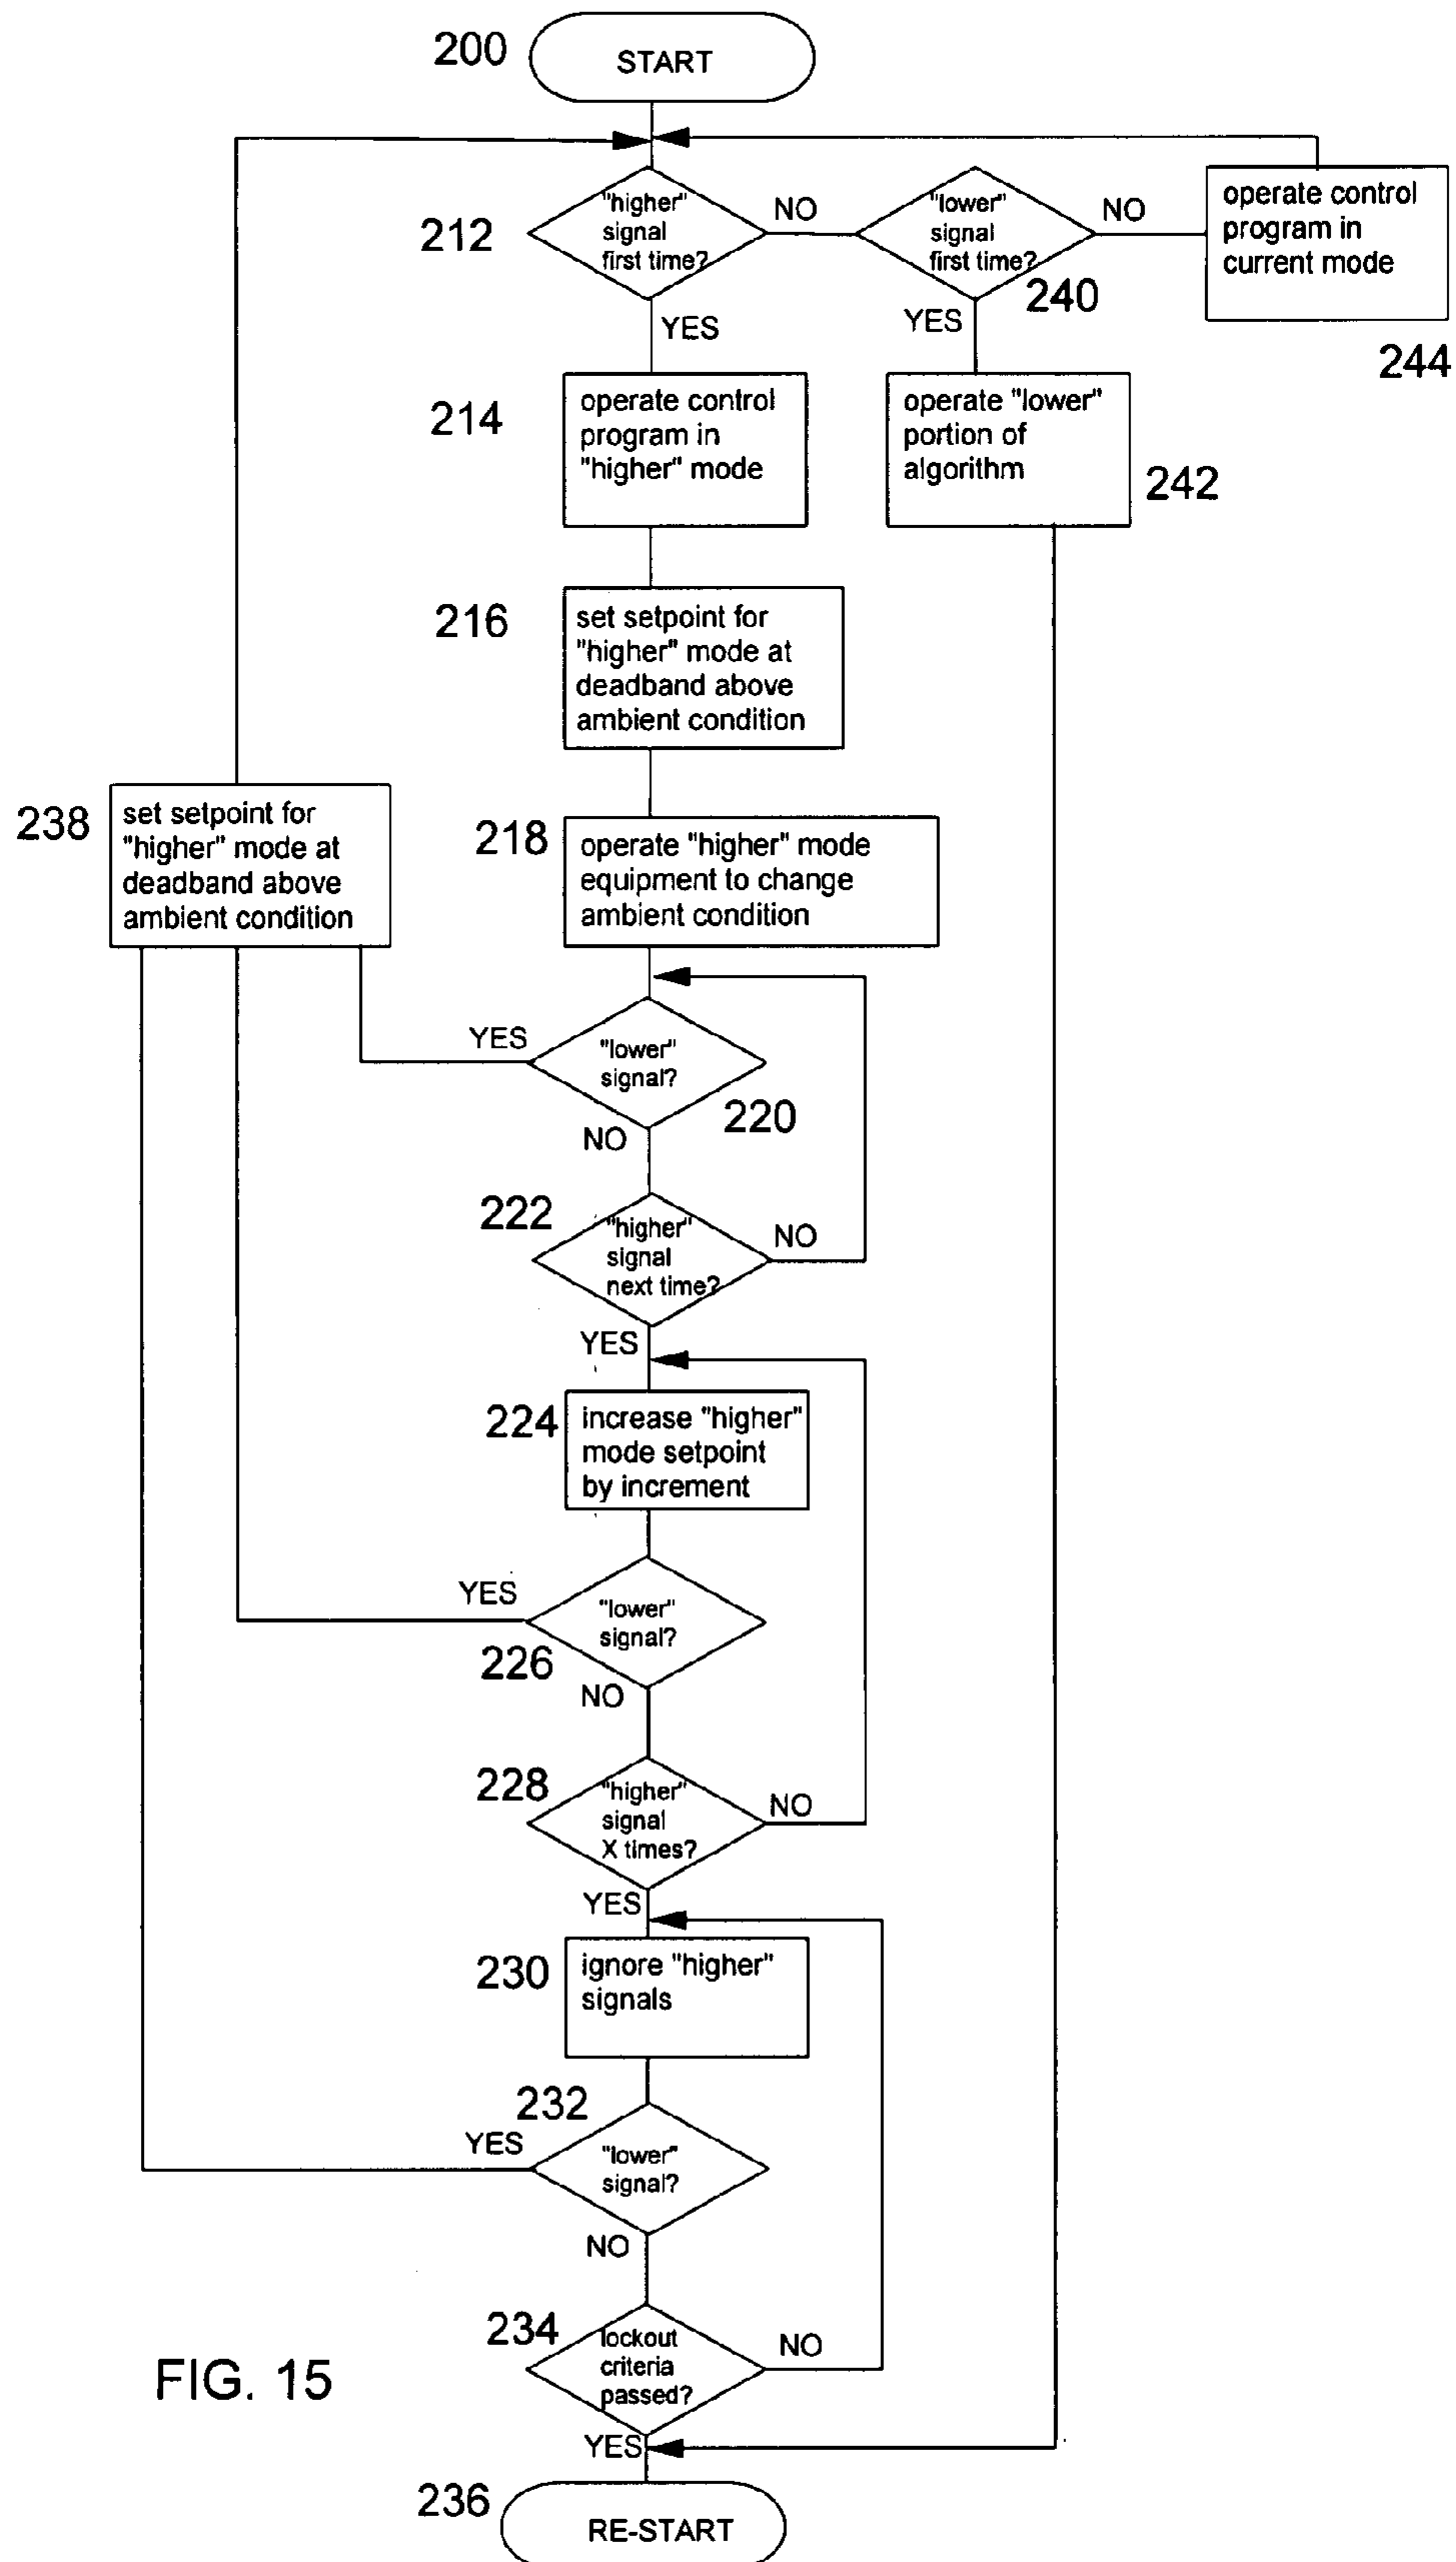 200
START
212
"higher"
signal
first time?
NO
"lower"
signal
first time?
240
NO
operate control
program in
current mode
244
YES
YES
214
operate control
program in
"higher" mode
operate "lower"
portion of
algorithm
242
216
set setpoint for
"higher" mode at
deadband above
ambient condition
238
set setpoint for
"higher" mode at
deadband above
ambient condition
218
operate "higher" mode
equipment to change
ambient condition
YES
"lower"
signal?
220
NO
222
"higher"
signal
next time?
NO
YES
224
increase "higher"
mode setpoint
by increment
YES
"lower"
signal?
226
NO
228
"higher"
signal
X times?
NO
YES
230
ignore "higher"
signals
232
YES
"lower"
signal?
NO
234
lockout
criteria
passed?
NO
FIG. 15
YES
236
RE-START